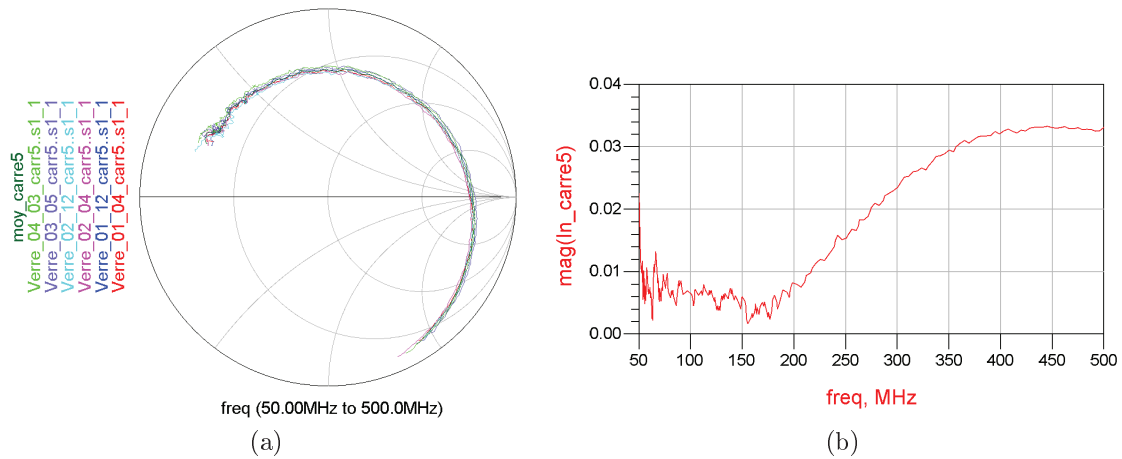 moy_carre5
Verre_04_03_carr5..s1_1
Verre_03_05_carr5..s1_1
Verre_02_12_carr5..s1_1
Verre_02_04_carr5..s1_1
Verre_01_12_carr5..s1_1
Verre_01_04_carr5..s1_1
freq (50.00MHz to 500.0MHz)
(a)
mag(In_carre5)
0.04
0.03
0.02
0.01
0.00
50 100 150 200 250 300 350 400 450 500
freq, MHz
(b)